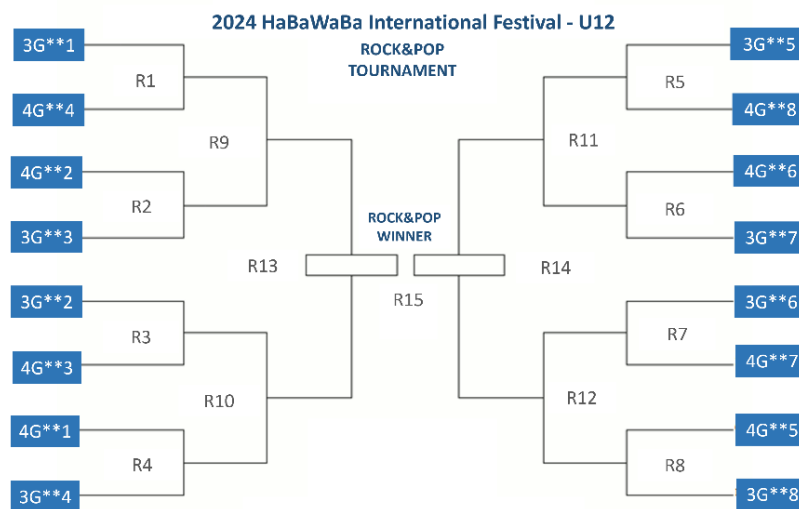 2024 HaBaWaBa International Festival - U12
ROCK&POP
TOURNAMENT
3G**1
R1
4G**4
R9
4G**2
R2
3G**3
R13
3G**2
R3
4G**3
R10
4G**1
R4
3G**4
ROCK&POP
WINNER
R15
3G**5
R5
4G**8
R11
4G**6
R6
3G**7
R14
3G**6
R7
4G**7
R12
4G**5
R8
3G**8